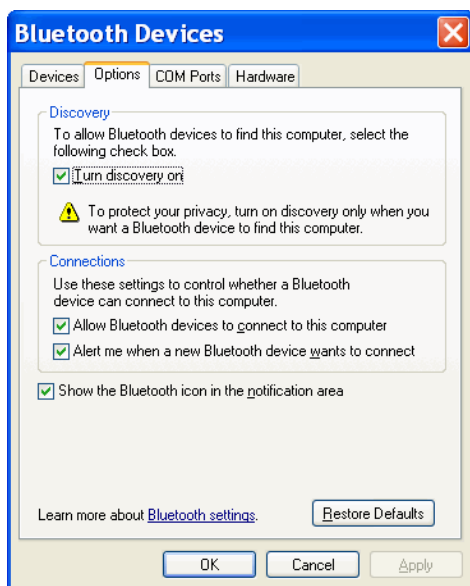 Bluetooth Devices
Devices Options COM Ports Hardware
Discovery
To allow Bluetooth devices to find this computer, select the
following check box.
Turn discovery on
To protect your privacy, turn on discovery only when you
want a Bluetooth device to find this computer.
Connections
Use these settings to control whether a Bluetooth
device can connect to this computer.
Allow Bluetooth devices to connect to this computer
Alert me when a new Bluetooth device wants to connect
Show the Bluetooth icon in the notification area
Learn more about Bluetooth settings.
Restore Defaults
OK Cancel Apply